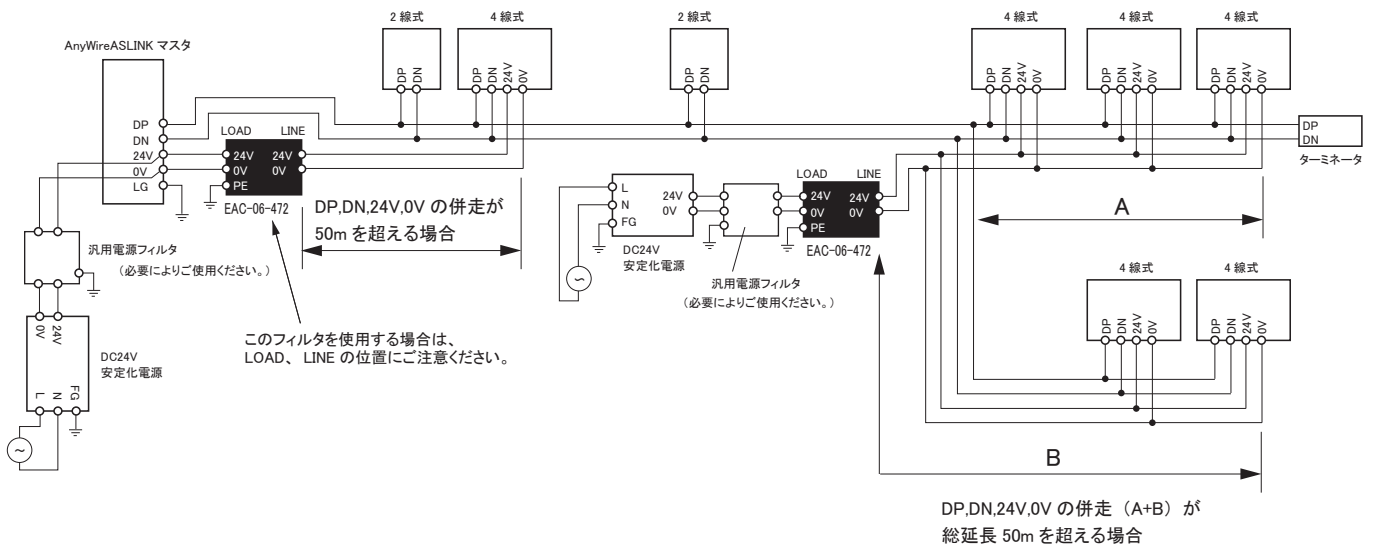 2 線式
4 線式
2 線式
4 線式
4 線式
4 線式
AnyWireASLINK マスタ
DP
DN
DP
DN
24V
0V
DP
DN
DP
DN
24V
0V
DP
DN
24V
0V
DP
DN
24V
0V
DP
DN
24V
0V
LG
LOAD LINE
24V 24V
0V 0V
PE
EAC-06-472
DP
DN
ターミネータ
DP,DN,24V,0V の併走が
50m を超える場合
L
N
FG
24V
0V
DC24V
安定化電源
汎用電源フィルタ
(必要によりご使用ください。)
LOAD LINE
24V 24V
0V 0V
PE
EAC-06-472
A
汎用電源フィルタ
(必要によりご使用ください。)
0V
24V
DC24V
安定化電源
L
N
FG
このフィルタを使用する場合は、
LOAD、 LINE の位置にご注意ください。
4 線式
4 線式
DP
DN
24V
0V
DP
DN
24V
0V
B
DP,DN,24V,0V の併走 (A+B) が
総延長 50m を超える場合